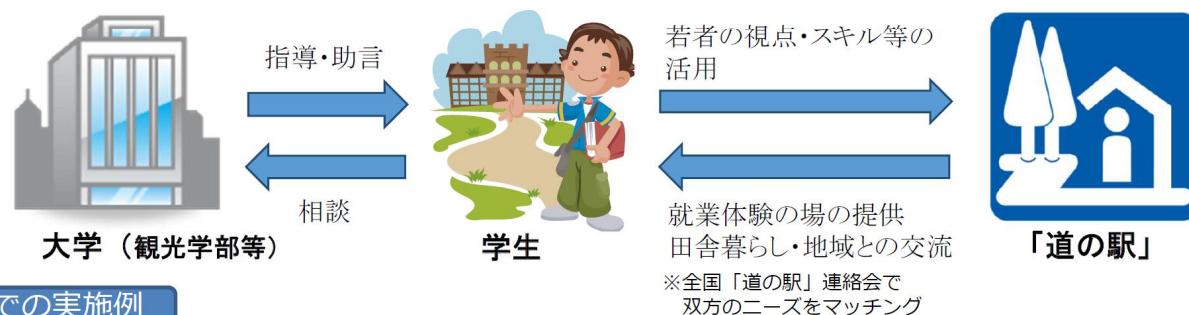 指導・助言
相談
若者の視点・スキル等の
活用
就業体験の場の提供
田舎暮らし・地域との交流
※全国「道の駅」連絡会で
双方のニーズをマッチング
大学（観光学部等）
学生
「道の駅」
での実施例